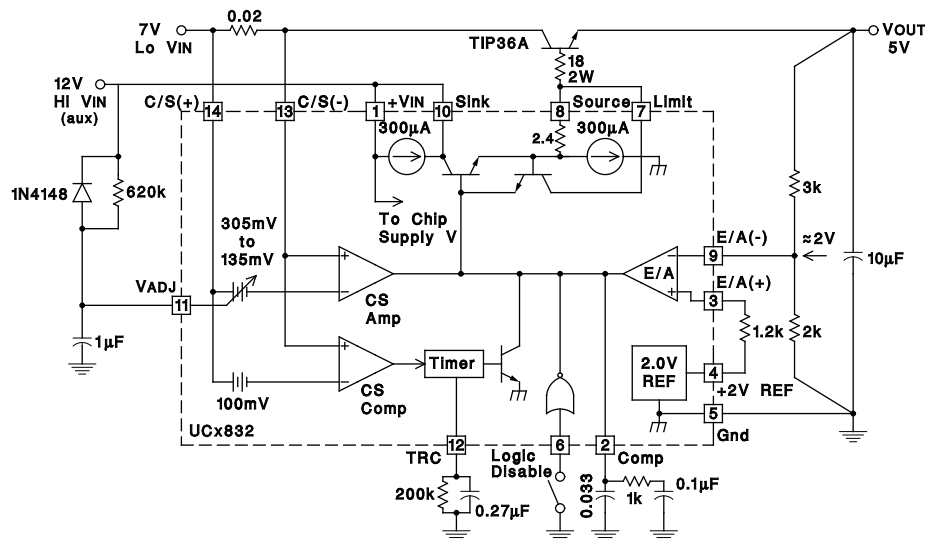 7V
Lo VIN
0.02
TIP36A
18
2W
VOUT
5V
12V
HI VIN
(aux)
C/S(+)
14
13
C/S(-)
1
+VIN
10
Sink
8
Source
7
Limit
300µA
2.4
300µA
1N4148
620k
3k
To Chip
Supply V
305mV
to
135mV
E/A(-)
9
≈2V
10µF
E/A
+
-
CS
Amp
VADJ
11
E/A(+)
3
1.2k
2k
1µF
+
-
CS
Comp
Timer
2.0V
REF
4
+2V REF
100mV
5
Gnd
UCx832
12
TRC
6
Logic
Disable
2
Comp
200k
0.27µF
0.033
1k
0.1µF
-
+